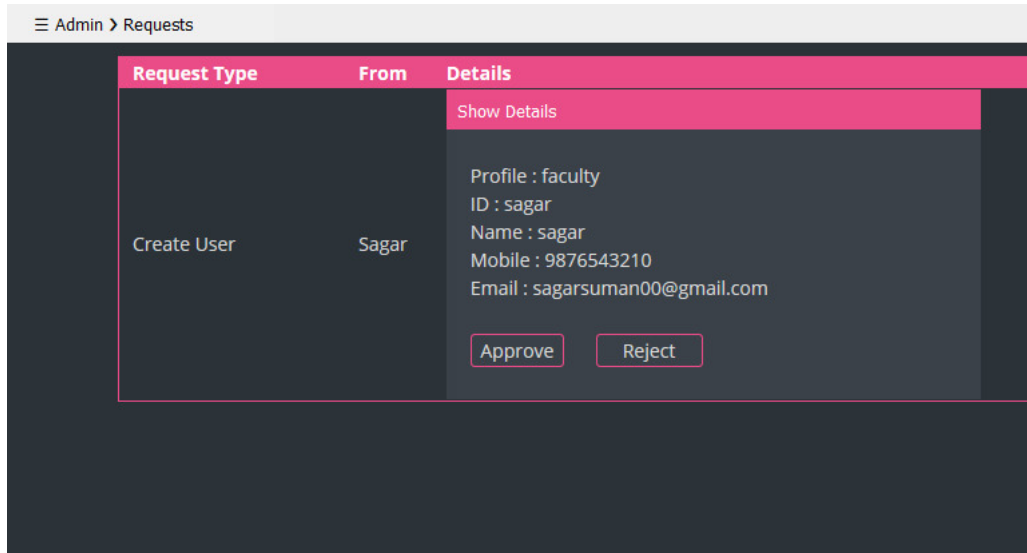 ☰ Admin ❯ Requests
Request Type From Details
Show Details
Profile : faculty
ID : sagar
Name : sagar
Create User Sagar
Mobile : 9876543210
Email : sagarsuman00@gmail.com
Approve Reject